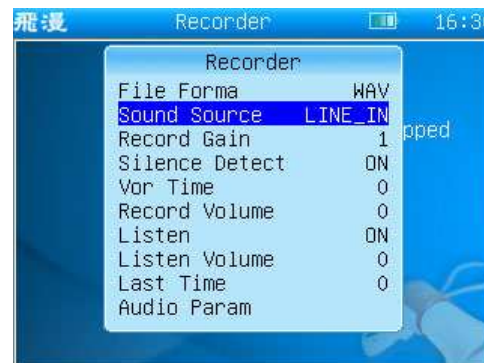 飛漫 Recorder 16:3
Recorder
File Forma WAV
Sound Source LINE_IN
Record Gain 1
pped
Silence Detect ON
Vor Time 0
Record Volume 0
Listen ON
Listen Volume 0
Last Time 0
Audio Param